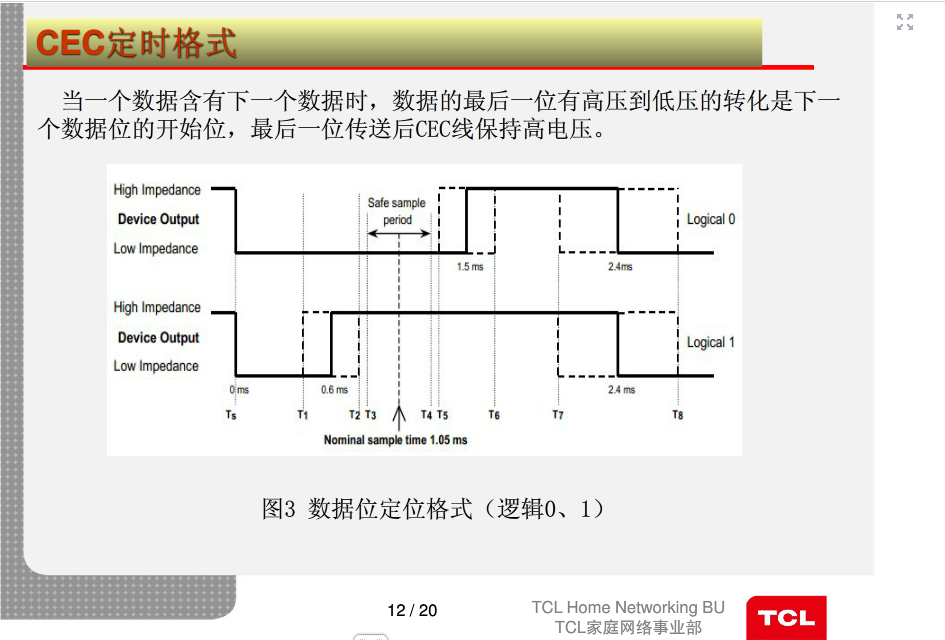 CEC定时格式
当一个数据含有下一个数据时，数据的最后一位有高压到低压的转化是下一
个数据位的开始位，最后一位传送后CEC线保持高电压。
High Impedance
Device Output
Low Impedance
Safe sample
period
Logical 0
1.5 ms
2.4ms
High Impedance
Device Output
Low Impedance
Logical 1
0 ms
0.6 ms
2.4 ms
Ts T1 T2 T3 T4 T5 T6 T7 T8
Nominal sample time 1.05 ms
图3 数据位定位格式（逻辑0、1）
12 / 20
TCL Home Networking BU
TCL家庭网络事业部
TCL